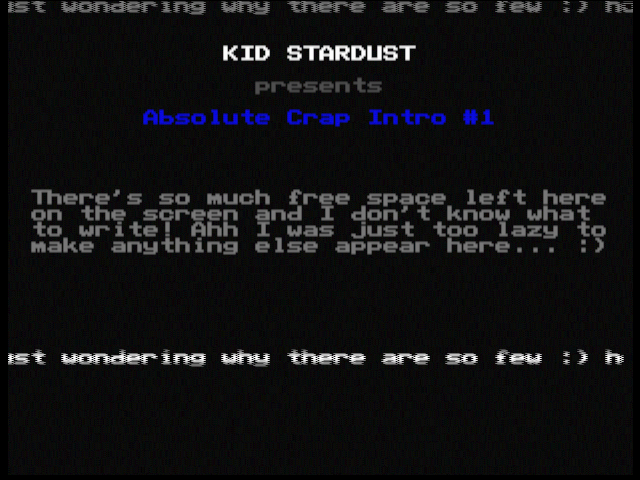 ust wondering why there are so few :) h
KID STARDUST
presents
Absolute Crap Intro #1
There's so much free space left here
on the screen and I don't know what
to write! Ahh I was just too lazy to
make anything else appear here... :)
ust wondering why there are so few :) h